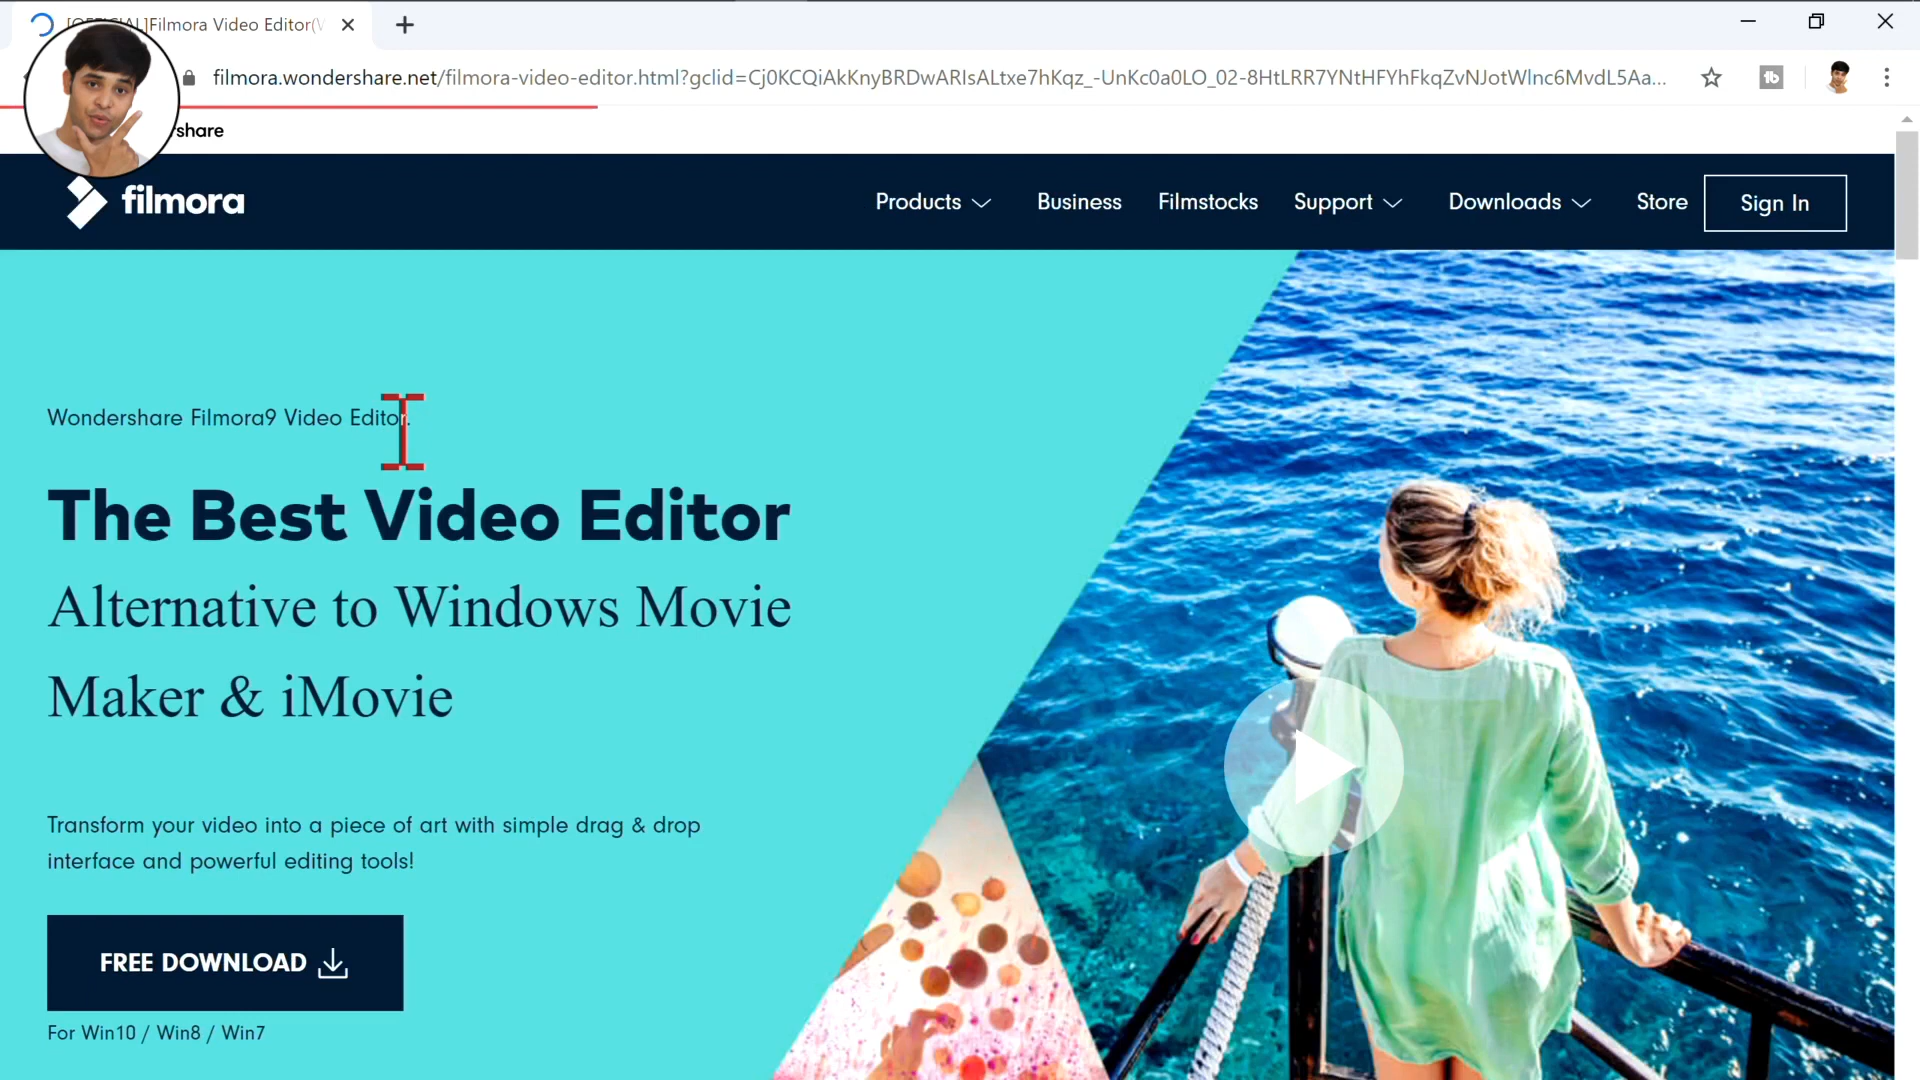 Filmora Video Editor(
filmora.wondershare.net/filmora-video-editor.html?gclid=Cj0KCQiAkKnyBRDwARIsALtxe7hKqz_-UnKc0a0LO_02-8HtLRR7YNtHFYhFkqZvNJotWlnc6MvdL5Aa...
share
filmora
Products
Business
Filmstocks
Support
Downloads
Store
Sign In
Wondershare Filmora9 Video Editor.
The Best Video Editor
Alternative to Windows Movie
Maker & iMovie
Transform your video into a piece of art with simple drag & drop
interface and powerful editing tools!
FREE DOWNLOAD
For Win10 / Win8 / Win7